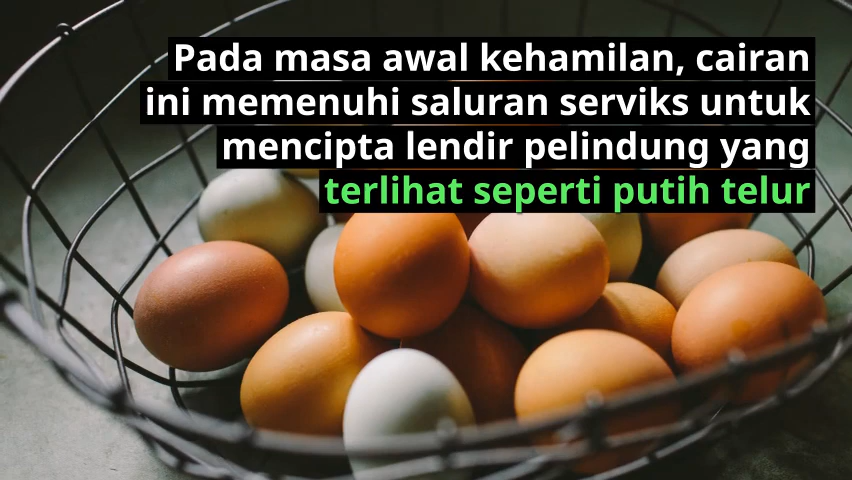 Pada masa awal kehamilan, cairan
ini memenuhi saluran serviks untuk
mencipta lendir pelindung yang
terlihat seperti putih telur